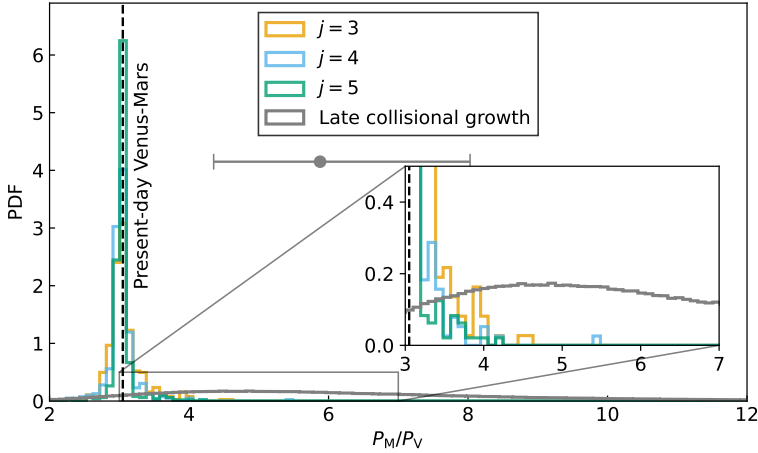 j = 3
j = 4
j = 5
Late collisional growth
Present-day Venus-Mars
PDF
6
5
4
3
2
1
0
0.4
0.2
0.0
3 4 5 6 7
2 4 6 8 10 12
P_M/P_V